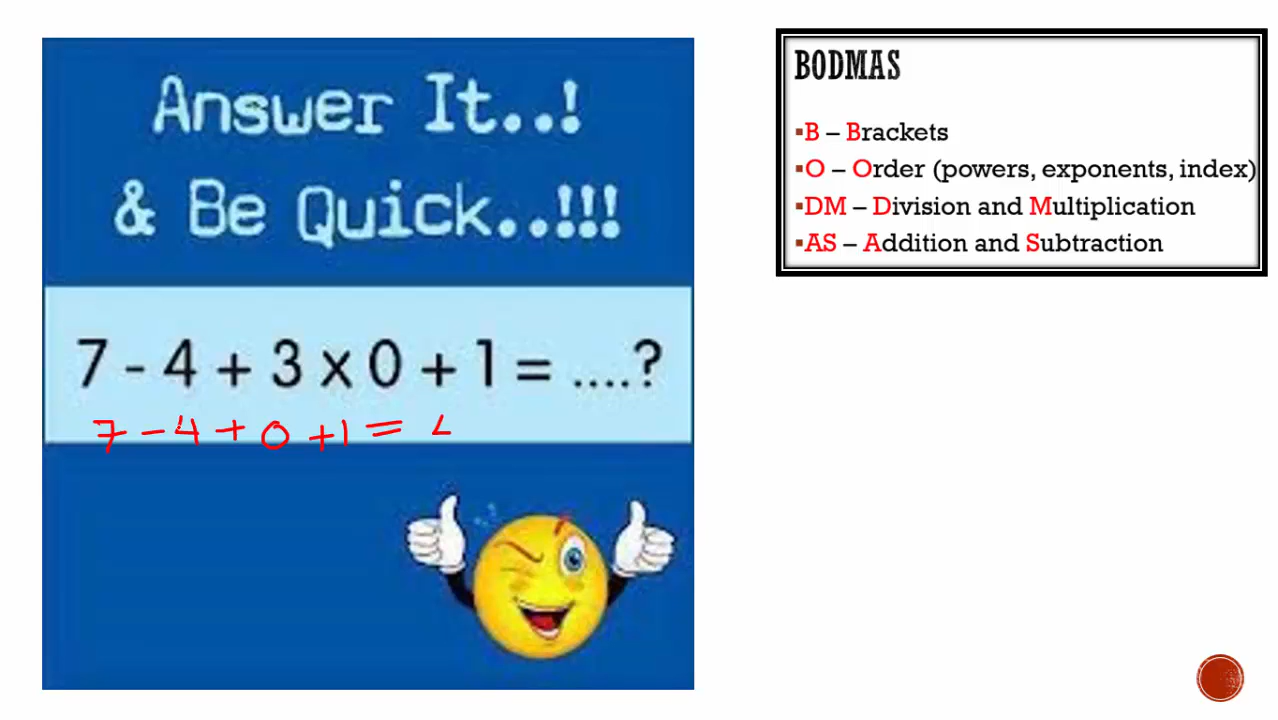 Answer It..!
& Be Quick..!!!
7 - 4 + 3 x 0 + 1 = ....?
7 - 4 + 0 + 1 = 4
BODMAS
▪B – Brackets
▪O – Order (powers, exponents, index)
▪DM – Division and Multiplication
▪AS – Addition and Subtraction